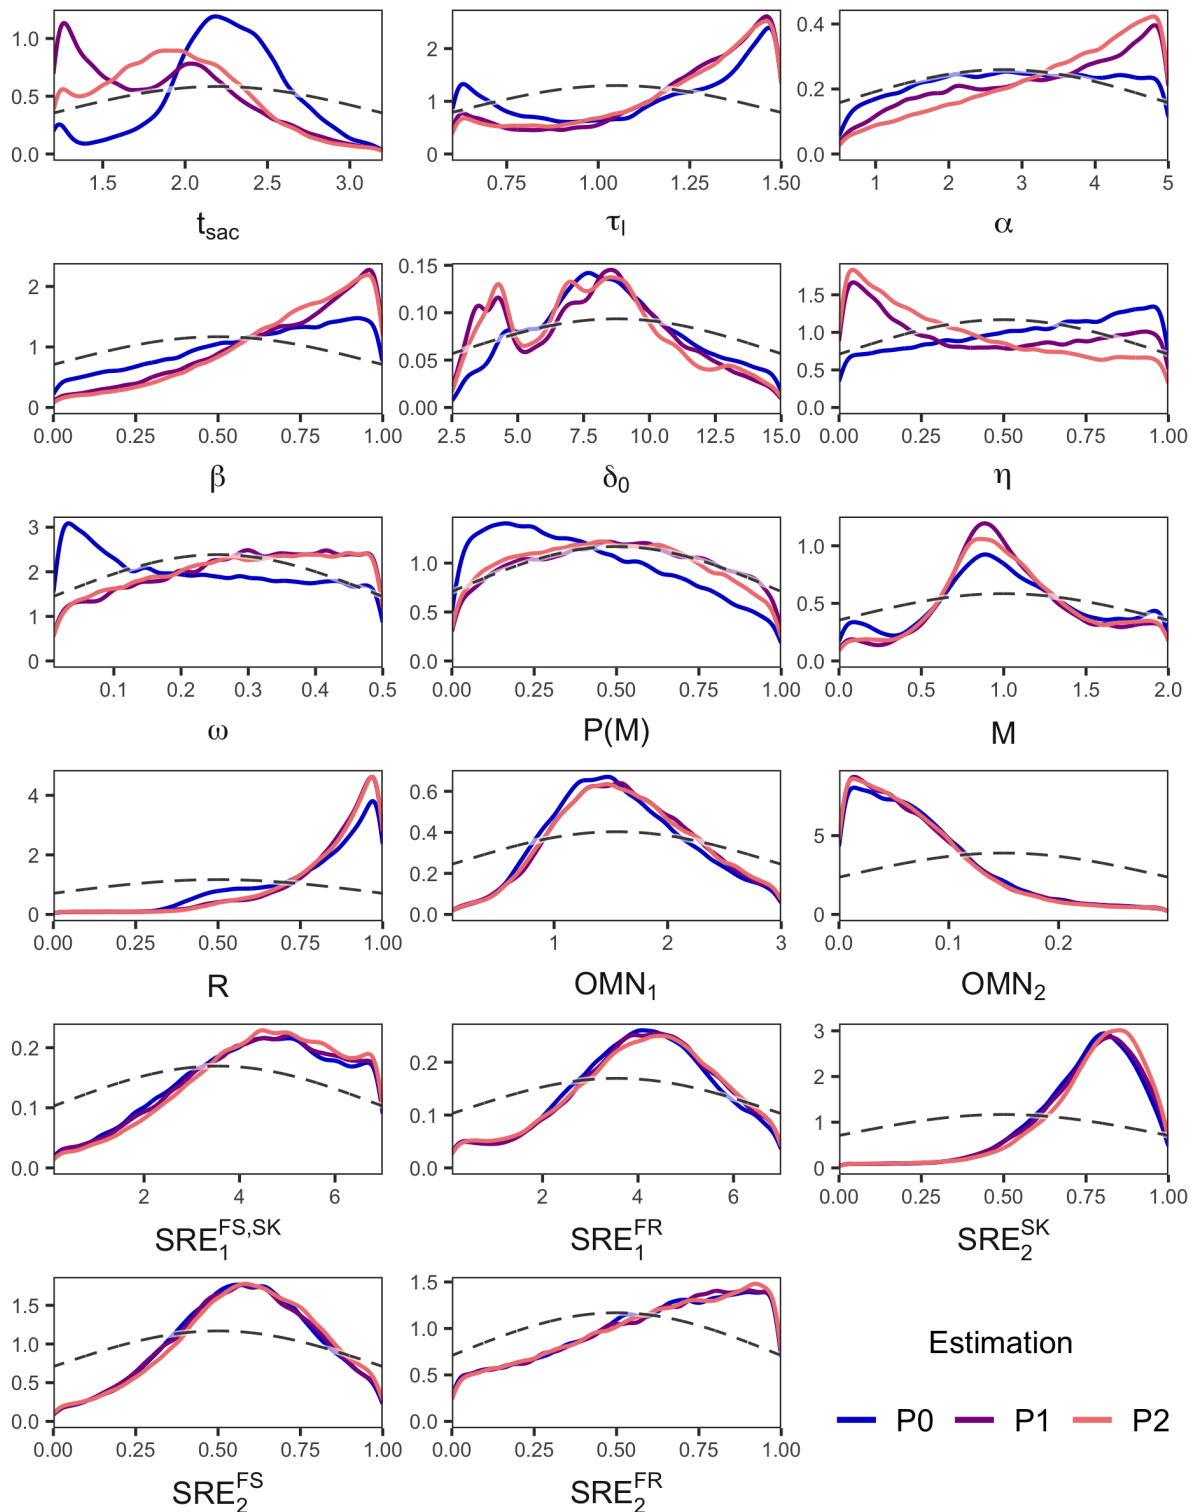 1.0 0.5 0.0
1.5 2.0 2.5 3.0
t_sac
2 1 0
0.75 1.00 1.25 1.50
τ_l
0.4 0.2 0.0
1 2 3 4 5
α
2 1 0
0.00 0.25 0.50 0.75 1.00
β
0.15 0.10 0.05 0.00
2.5 5.0 7.5 10.0 12.5 15.0
δ_0
1.5 1.0 0.5 0.0
0.00 0.25 0.50 0.75 1.00
η
3 2 1 0
0.1 0.2 0.3 0.4 0.5
ω
1.0 0.5 0.0
0.00 0.25 0.50 0.75 1.00
P(M)
1.0 0.5 0.0
0.0 0.5 1.0 1.5 2.0
M
4 2 0
0.00 0.25 0.50 0.75 1.00
R
0.6 0.4 0.2 0.0
1 2 3
OMN_1
5 0
0.0 0.1 0.2
OMN_2
0.2 0.1 0.0
2 4 6
SRE_1^FS,SK
0.2 0.1 0.0
2 4 6
SRE_1^FR
3 2 1 0
0.00 0.25 0.50 0.75 1.00
SRE_2^SK
1.5 1.0 0.5 0.0
0.00 0.25 0.50 0.75 1.00
SRE_2^FS
1.5 1.0 0.5 0.0
0.00 0.25 0.50 0.75 1.00
SRE_2^FR
Estimation
P0 P1 P2